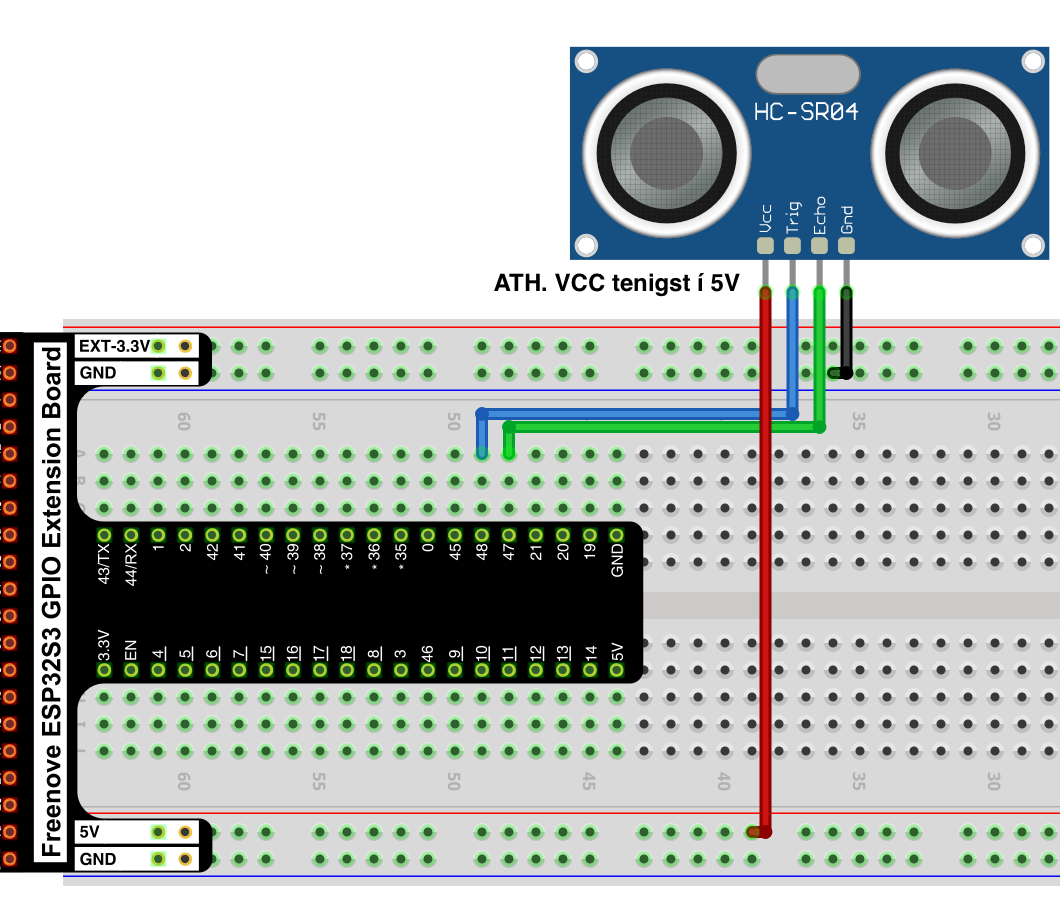 HC-SR04
Vcc
Trig
Echo
Gnd
ATH. VCC tenigst í 5V
Freenove ESP32S3 GPIO Extension Board
EXT-3.3V
GND
60 55 50 35 30
A
43/TX 44/RX 1 2 42 41 ~40 ~39 ~38 *37 *36 *35 0 45 48 47 21 20 19 GND
3.3V EN 4 5 6 7 15 16 17 18 8 3 46 9 10 11 12 13 14 5V
60 55 50 45 40 35 30
5V
GND